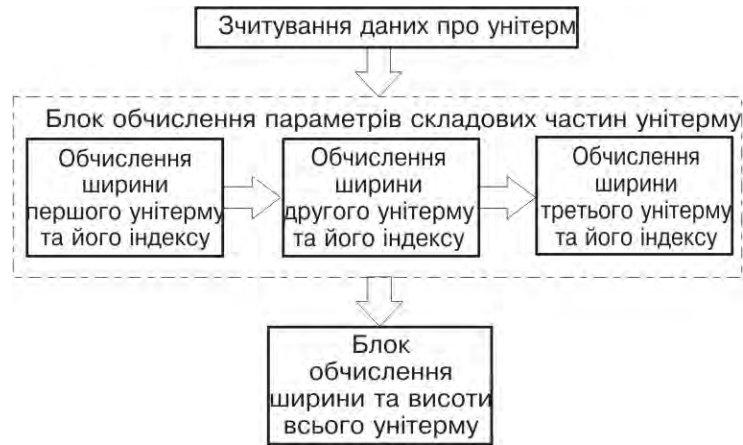 Зчитування даних про унітерм
Блок обчислення параметрів складових частин унітерму
Обчислення
ширини
першого унітерму
та його індексу
Обчислення
ширини
другого унітерму
та його індексу
Обчислення
ширини
третього унітерму
та його індексу
Блок
обчислення
ширини та висоти
всього унітерму